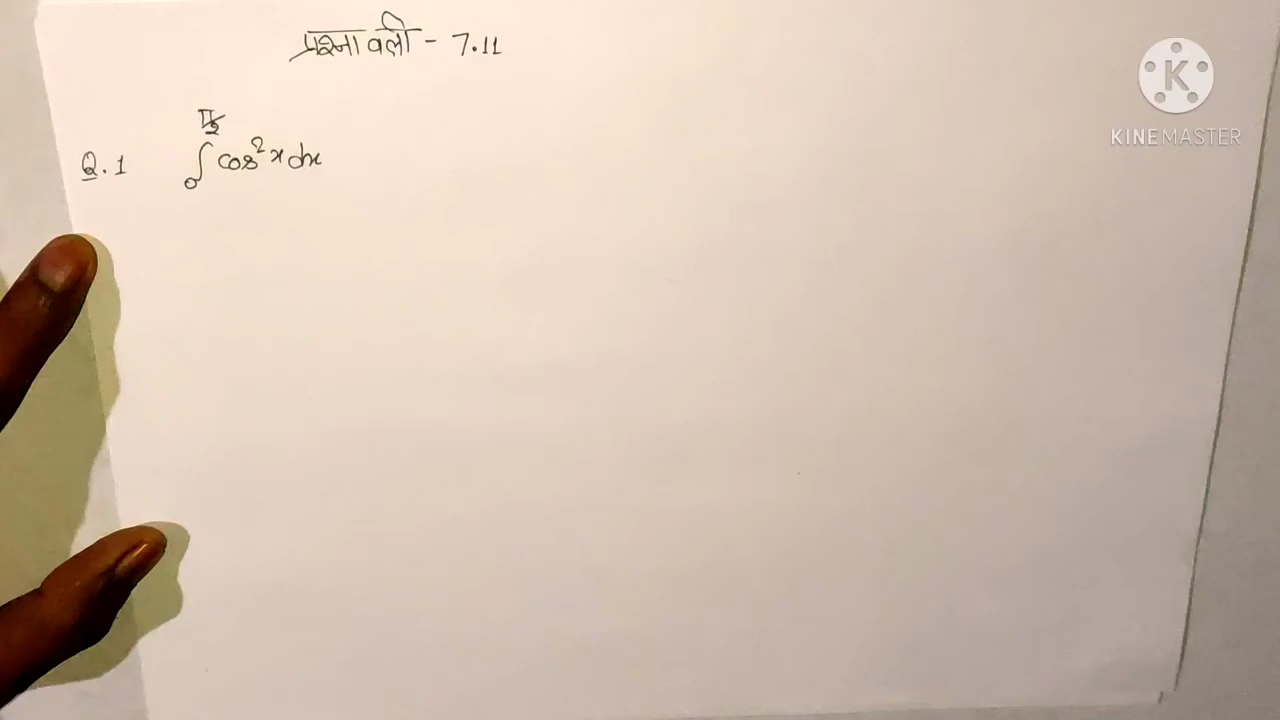 प्रश्नावली - 7.11
Q.1 ∫₀^π/2 cos²x dx
K
KINEMASTER